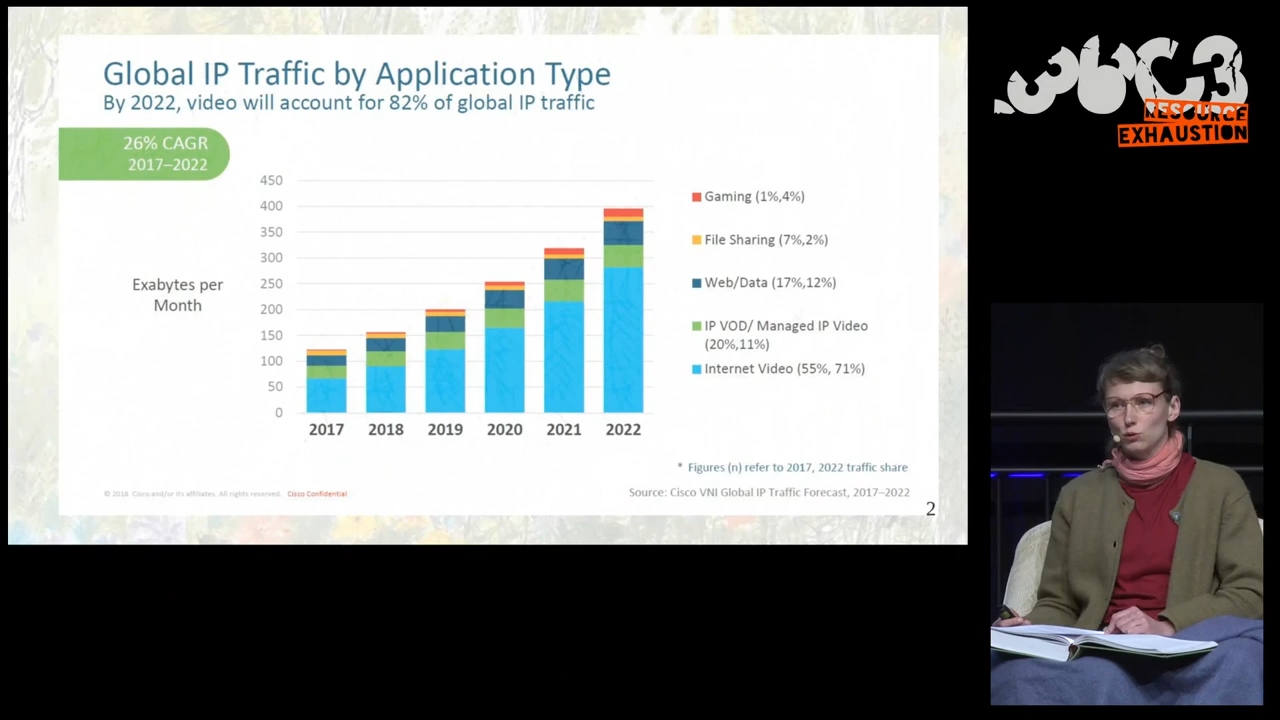 Global IP Traffic by Application Type
By 2022, video will account for 82% of global IP traffic
26% CAGR
2017–2022
Exabytes per
Month
450
400
350
300
250
200
150
100
50
0
2017 2018 2019 2020 2021 2022
Gaming (1%,4%)
File Sharing (7%,2%)
Web/Data (17%,12%)
IP VOD/ Managed IP Video
(20%,11%)
Internet Video (55%, 71%)
* Figures (n) refer to 2017, 2022 traffic share
© 2018 Cisco and/or its affiliates. All rights reserved. Cisco Confidential
Source: Cisco VNI Global IP Traffic Forecast, 2017–2022
2
36C3
RESOURCE
EXHAUSTION